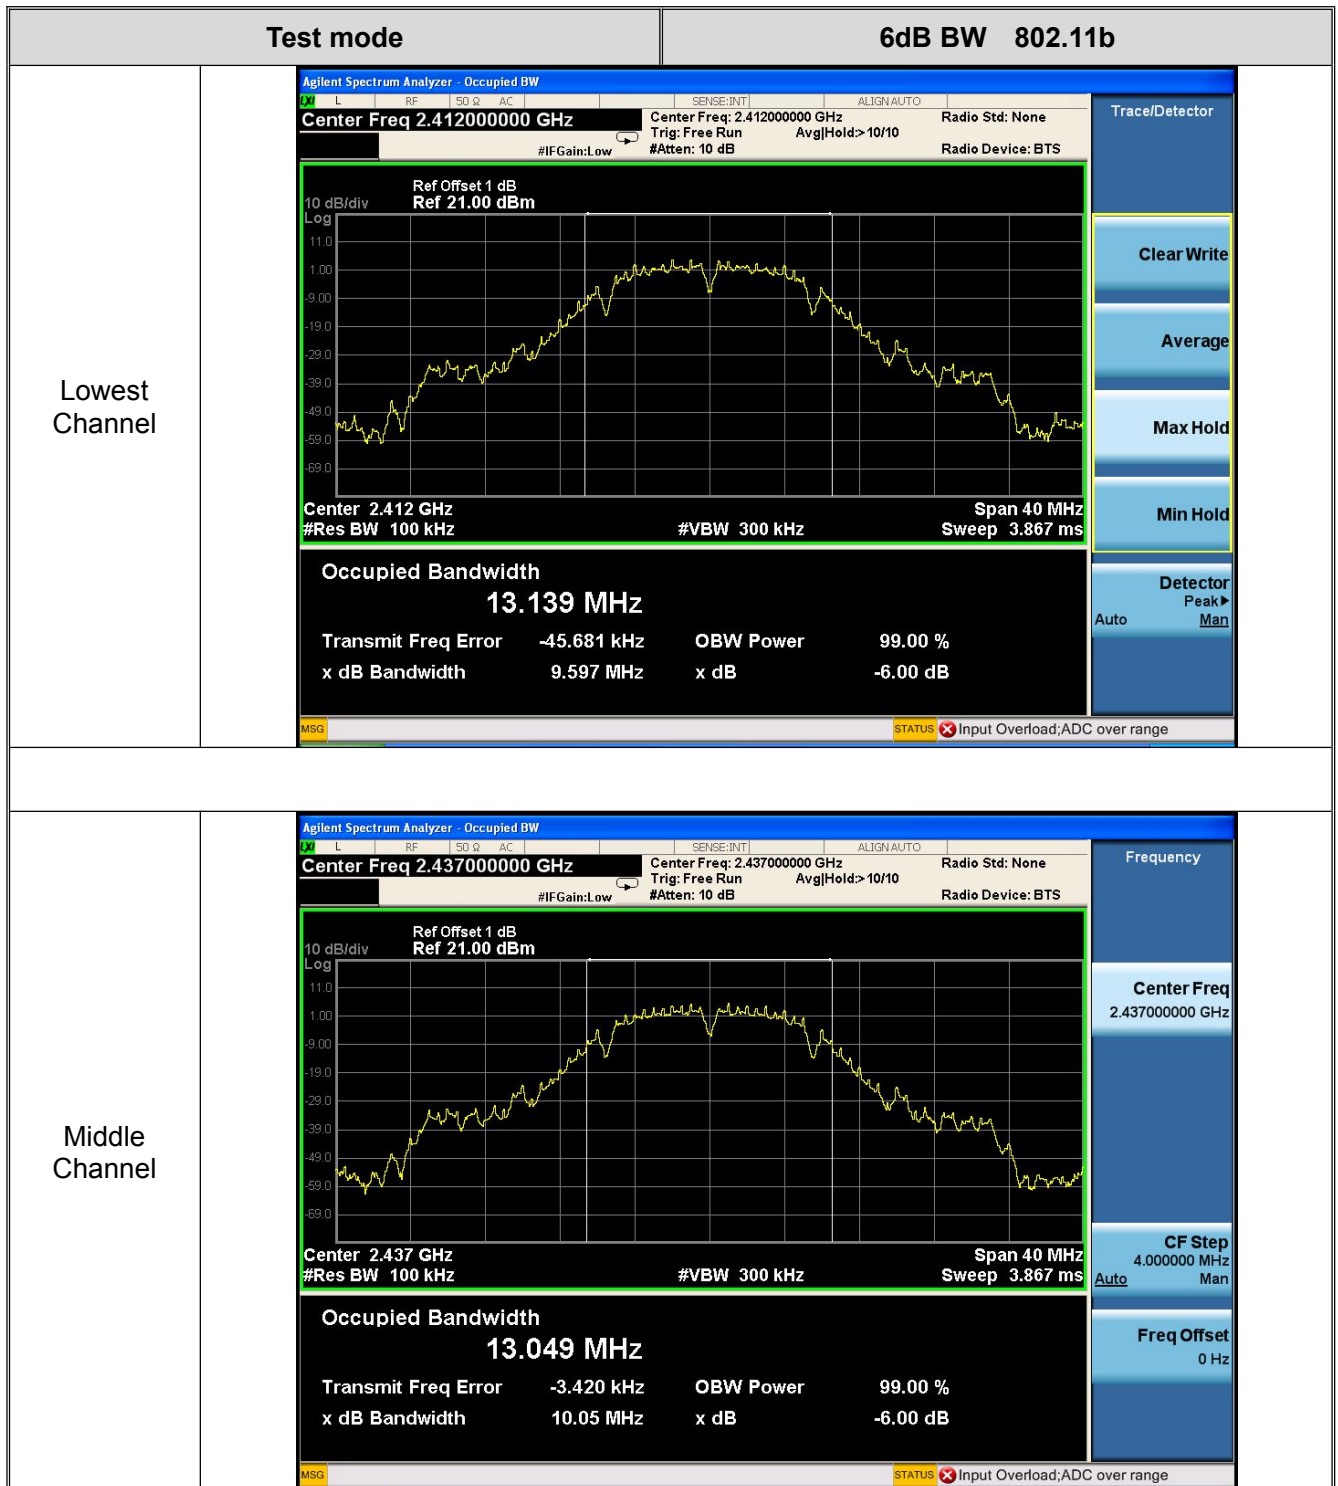 Test mode
6dB BW 802.11b
Lowest
Channel
Agilent Spectrum Analyzer - Occupied BW
LXI L RF 50 Ω AC SENSE:INT ALIGN AUTO
Center Freq 2.412000000 GHz
Center Freq: 2.412000000 GHz
Radio Std: None
Trig: Free Run Avg|Hold:> 10/10
#IFGain:Low
#Atten: 10 dB
Radio Device: BTS
Ref Offset 1 dB
10 dB/div Ref 21.00 dBm
Log
11.0
1.00
-9.00
-19.0
-29.0
-39.0
-49.0
-59.0
-69.0
Center 2.412 GHz
Span 40 MHz
#Res BW 100 kHz
#VBW 300 kHz
Sweep 3.867 ms
Occupied Bandwidth
13.139 MHz
Transmit Freq Error -45.681 kHz OBW Power 99.00 %
x dB Bandwidth 9.597 MHz x dB -6.00 dB
MSG
STATUS Input Overload;ADC over range
Trace/Detector
Clear Write
Average
Max Hold
Min Hold
Detector
Peak▶
Auto Man
Middle
Channel
Agilent Spectrum Analyzer - Occupied BW
LXI L RF 50 Ω AC SENSE:INT ALIGN AUTO
Center Freq 2.437000000 GHz
Center Freq: 2.437000000 GHz
Radio Std: None
Trig: Free Run Avg|Hold:> 10/10
#IFGain:Low
#Atten: 10 dB
Radio Device: BTS
Ref Offset 1 dB
10 dB/div Ref 21.00 dBm
Log
11.0
1.00
-9.00
-19.0
-29.0
-39.0
-49.0
-59.0
-69.0
Center 2.437 GHz
Span 40 MHz
#Res BW 100 kHz
#VBW 300 kHz
Sweep 3.867 ms
Occupied Bandwidth
13.049 MHz
Transmit Freq Error -3.420 kHz OBW Power 99.00 %
x dB Bandwidth 10.05 MHz x dB -6.00 dB
MSG
STATUS Input Overload;ADC over range
Frequency
Center Freq
2.437000000 GHz
CF Step
4.000000 MHz
Auto Man
Freq Offset
0 Hz